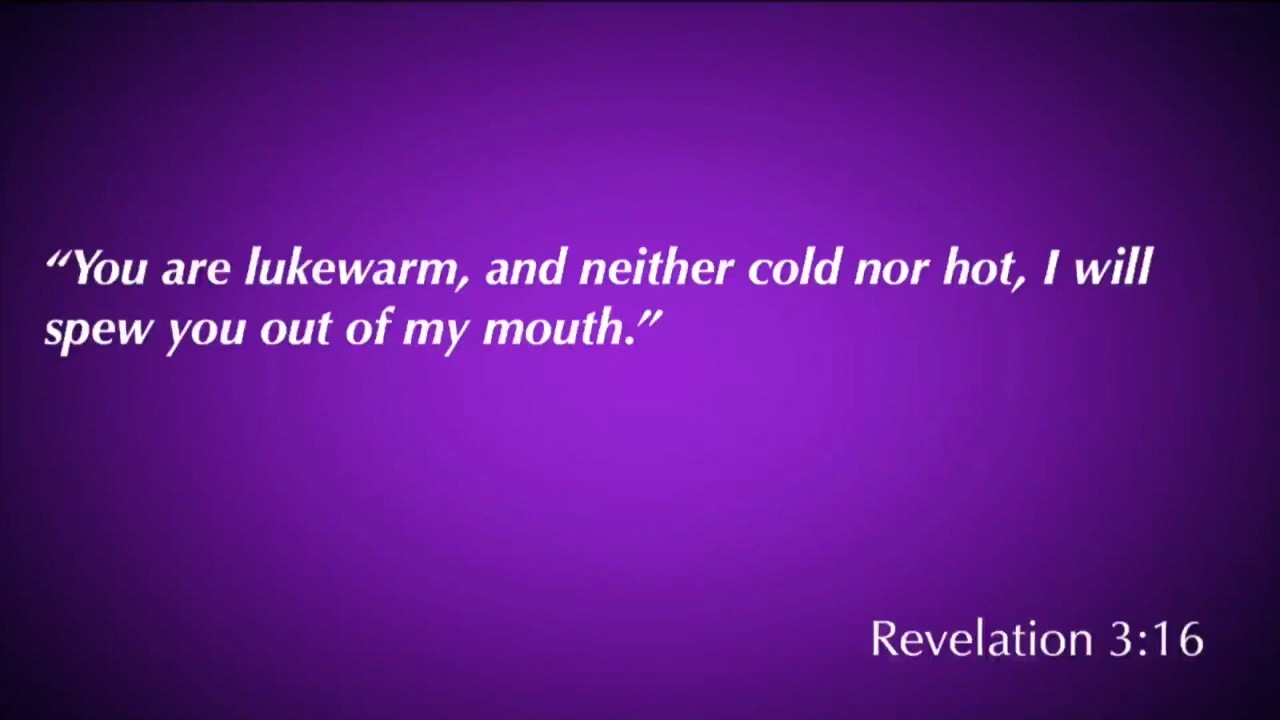 “You are lukewarm, and neither cold nor hot, I will
spew you out of my mouth.”
Revelation 3:16